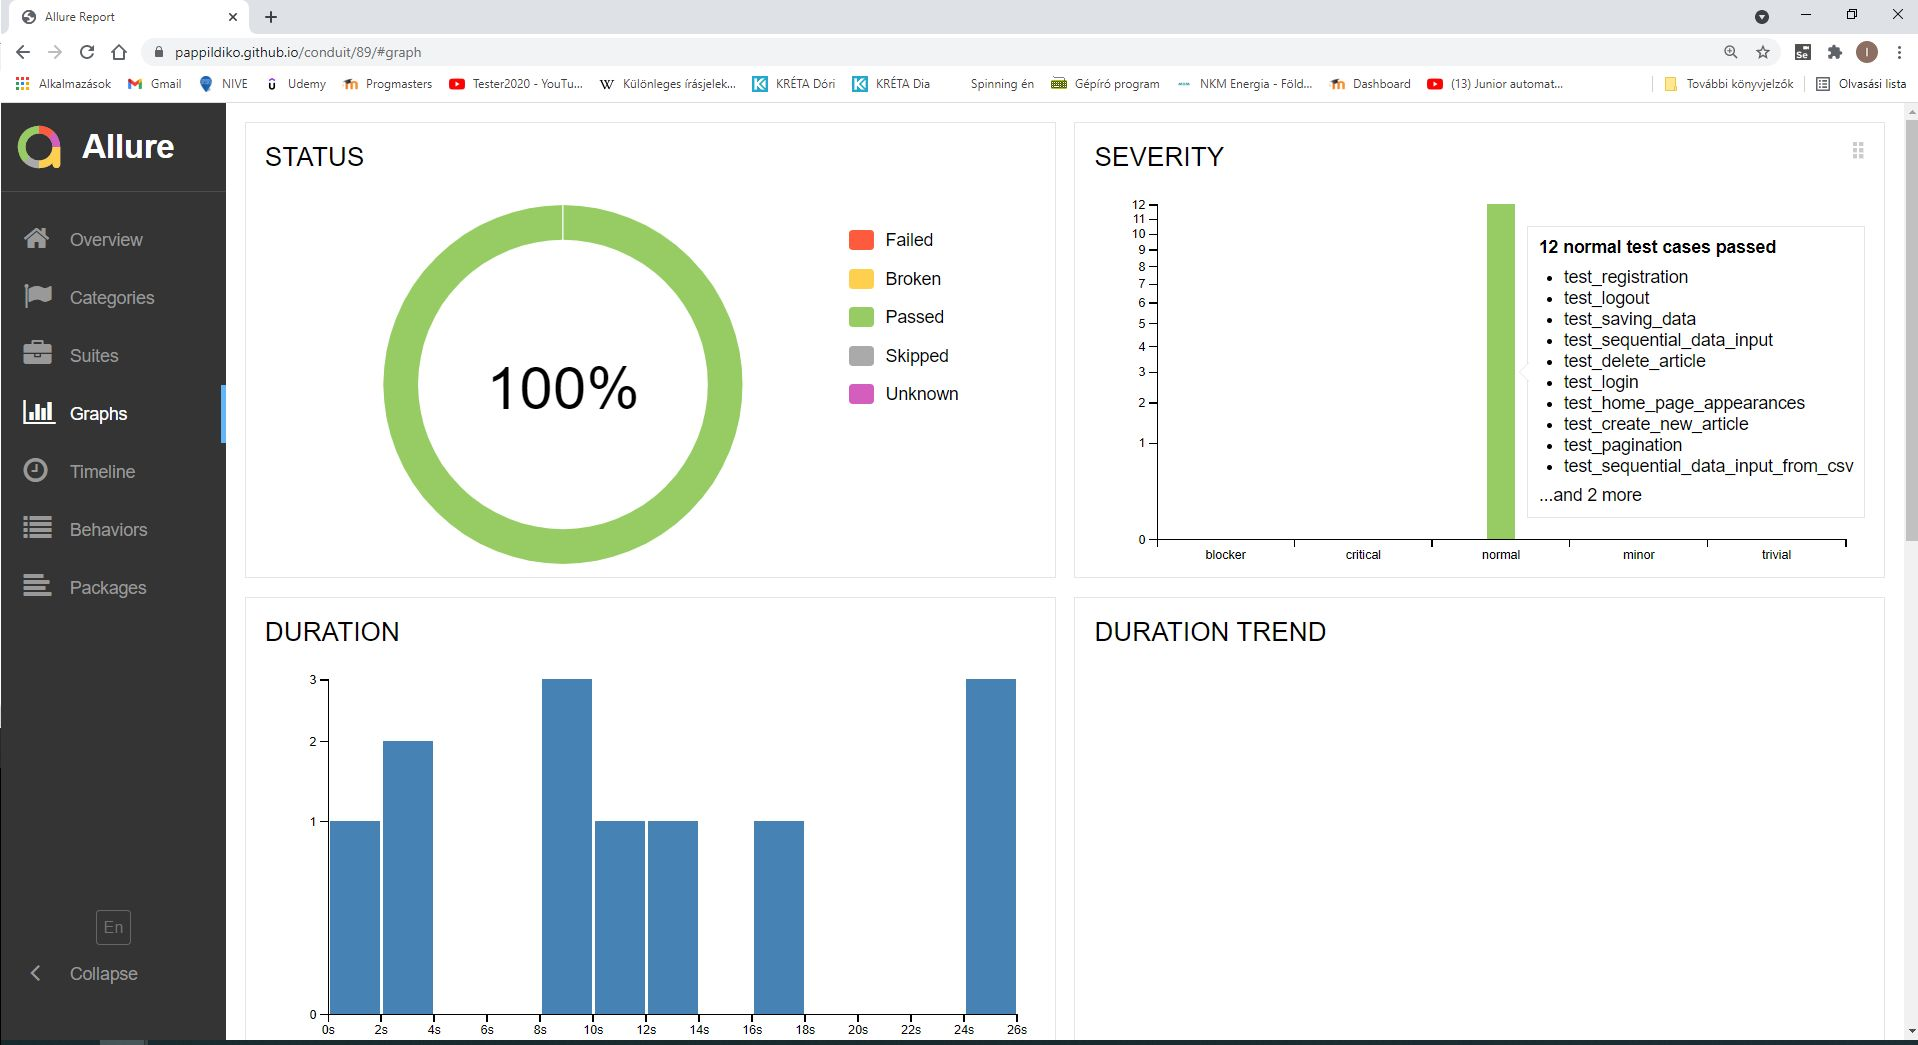 Allure Report
pappildiko.github.io/conduit/89/#graph
Alkalmazások Gmail NIVE Udemy Progmasters Tester2020 - YouTu... Különleges írásjelek... KRÉTA Dóri KRÉTA Dia Spinning én Gépíró program NKM Energia - Föld... Dashboard (13) Junior automat... További könyvjelzők Olvasási lista
Allure
Overview
Categories
Suites
Graphs
Timeline
Behaviors
Packages
En
Collapse
STATUS
100%
Failed
Broken
Passed
Skipped
Unknown
SEVERITY
12
11
10
9
8
7
6
5
4
3
2
1
0
blocker critical normal minor trivial
12 normal test cases passed
test_registration
test_logout
test_saving_data
test_sequential_data_input
test_delete_article
test_login
test_home_page_appearances
test_create_new_article
test_pagination
test_sequential_data_input_from_csv
...and 2 more
DURATION
3
2
1
0
0s 2s 4s 6s 8s 10s 12s 14s 16s 18s 20s 22s 24s 26s
DURATION TREND